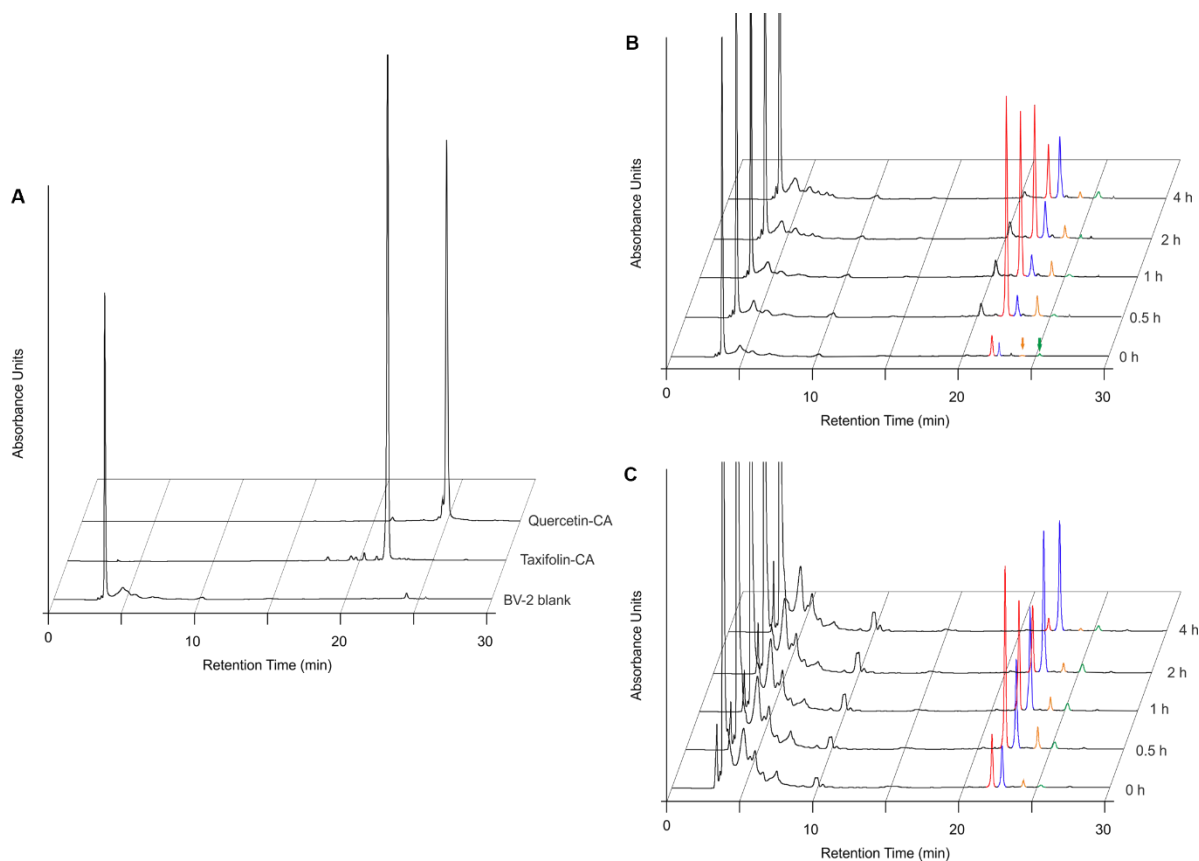 A
Absorbance Units
Quercetin-CA
Taxifolin-CA
BV-2 blank
0 10 20 30
Retention Time (min)
B
Absorbance Units
4 h
2 h
1 h
0.5 h
0 h
0 10 20 30
Retention Time (min)
C
Absorbance Units
4 h
2 h
1 h
0.5 h
0 h
0 10 20 30
Retention Time (min)